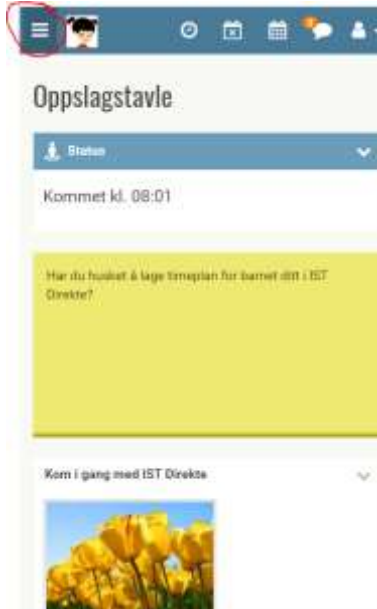 Oppslagstavle
Status
Kommet kl. 08:01
Har du husket å lage timeplan for barnet ditt i IST
Direkte?
Kom i gang med IST Direkte